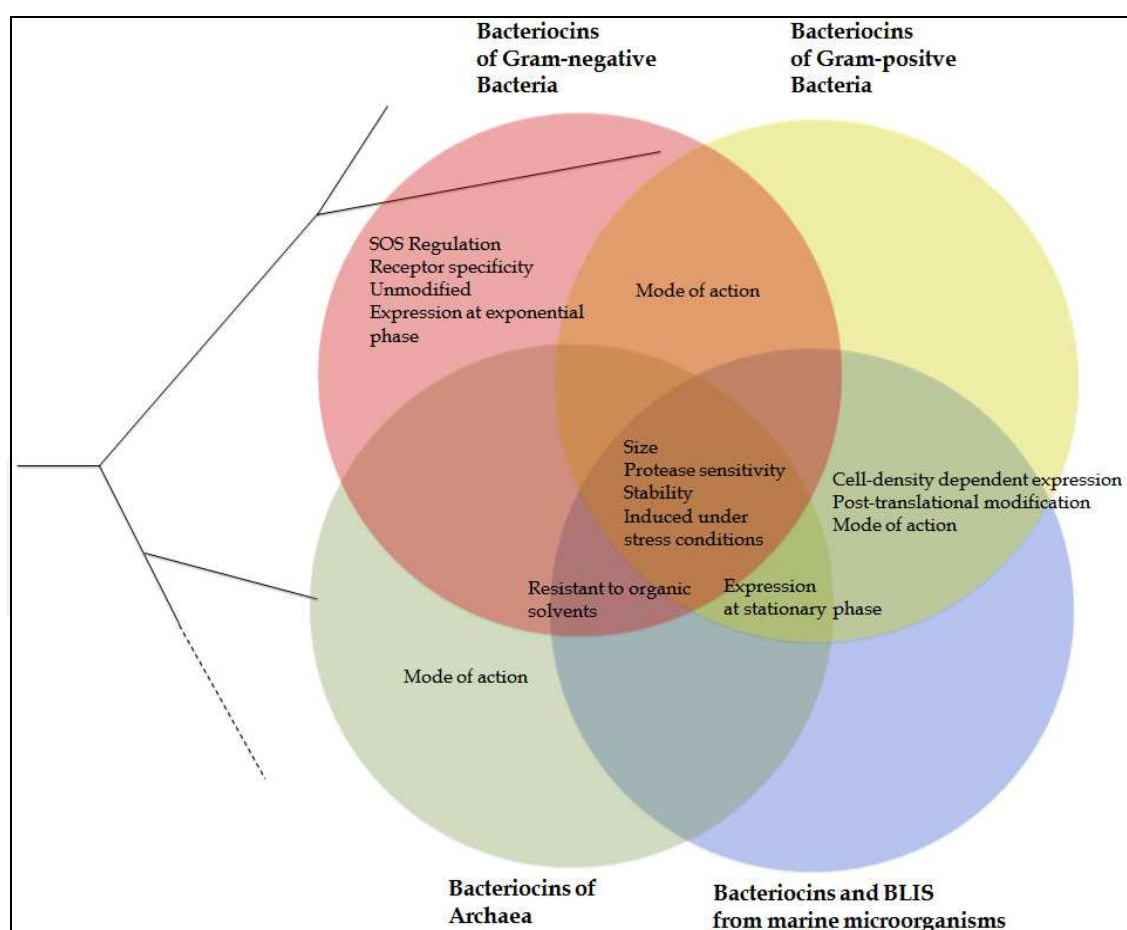 Bacteriocins
of Gram-negative
Bacteria
Bacteriocins
of Gram-positve
Bacteria
SOS Regulation
Receptor specificity
Unmodified
Expression at exponential
phase
Mode of action
Size
Protease sensitivity
Stability
Induced under
stress conditions
Cell-density dependent expression
Post-translational modification
Mode of action
Resistant to organic
solvents
Expression
at stationary phase
Mode of action
Bacteriocins of
Archaea
Bacteriocins and BLIS
from marine microorganisms